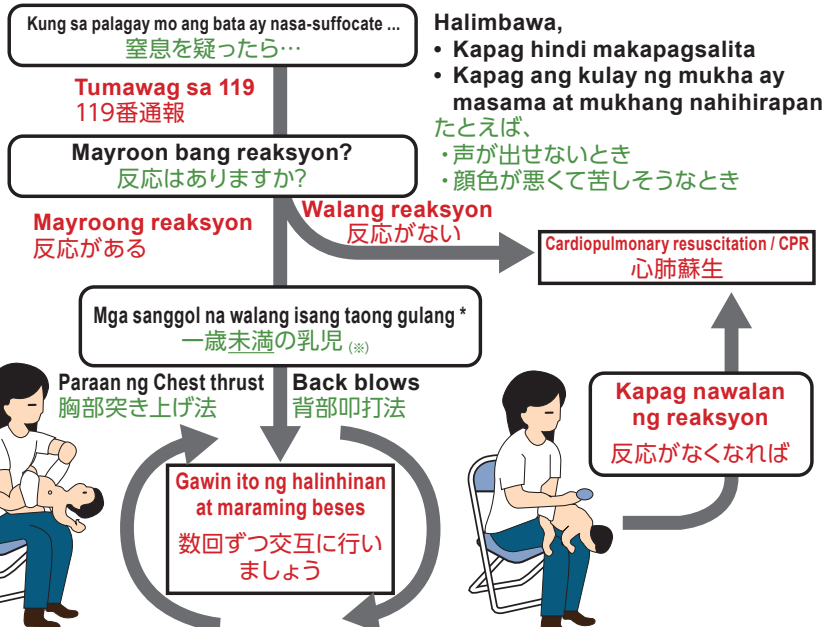 Kung sa palagay mo ang bata ay nasa-suffocate ...
窒息を疑ったら…
Halimbawa,
• Kapag hindi makapagsalita
• Kapag ang kulay ng mukha ay
masama at mukhang nahihirapan
たとえば、
・声が出せないとき
・顔色が悪くて苦しそうなとき
Tumawag sa 119
119番通報
Mayroon bang reaksyon?
反応はありますか?
Mayroong reaksyon
反応がある
Walang reaksyon
反応がない
Cardiopulmonary resuscitation / CPR
心肺蘇生
Mga sanggol na walang isang taong gulang *
一歳未満の乳児 (※)
Paraan ng Chest thrust
胸部突き上げ法
Back blows
背部叩打法
Gawin ito ng halinhinan
at maraming beses
数回ずつ交互に行い
ましょう
Kapag nawalan
ng reaksyon
反応がなくなれば